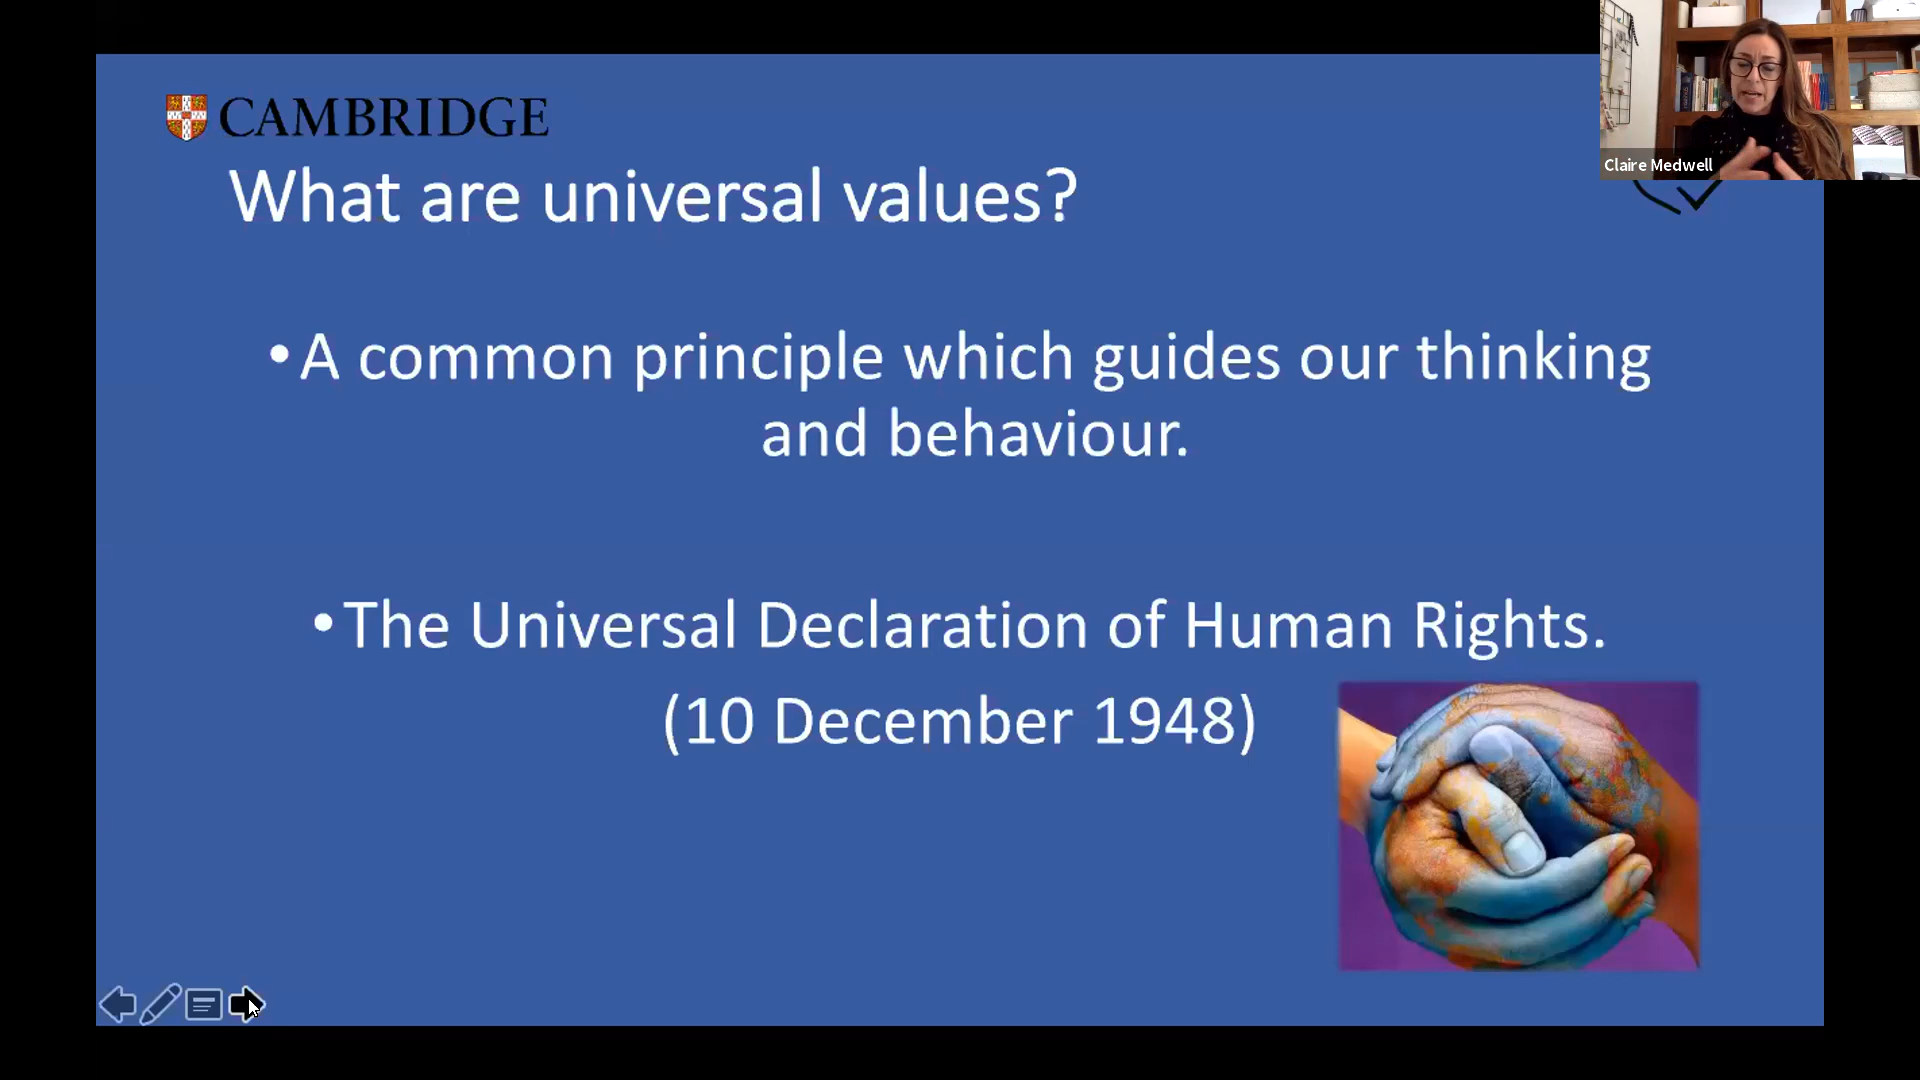 CAMBRIDGE
What are universal values?
• A common principle which guides our thinking
and behaviour.
• The Universal Declaration of Human Rights.
(10 December 1948)
Claire Medwell